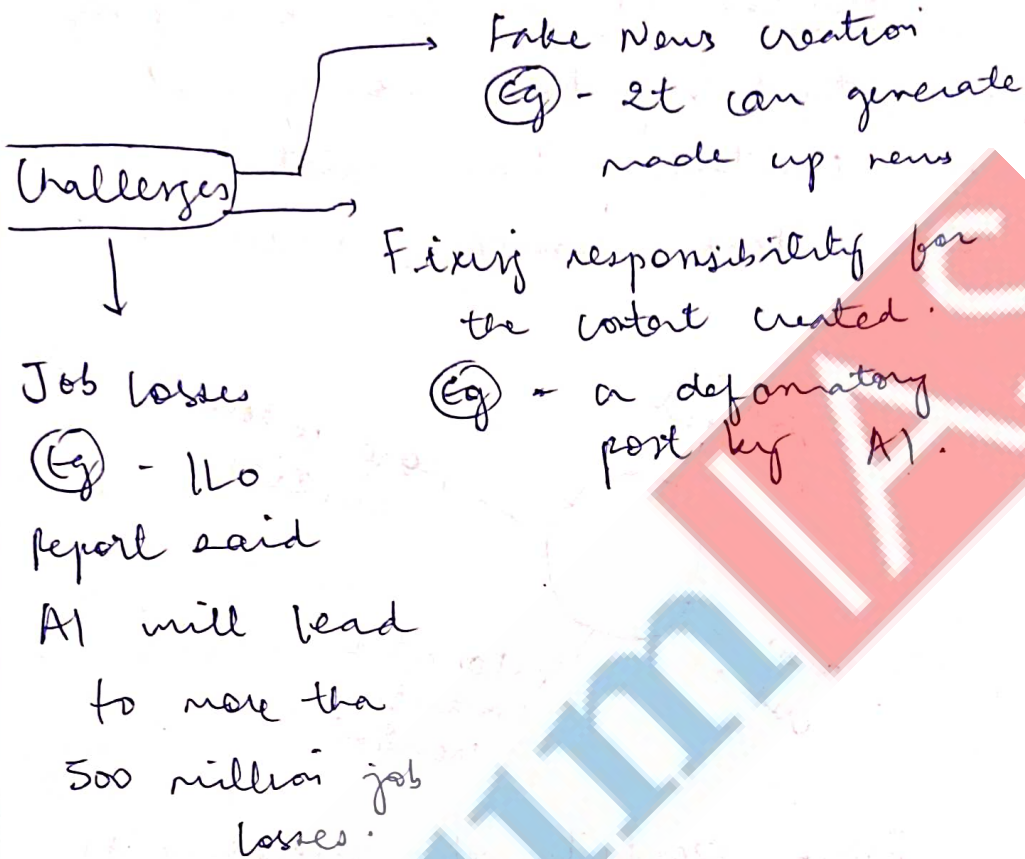 Challenges
Fake News creation
Eg - It can generate
made up news
Fixing responsibility for
the content created.
Eg - a defamatory
post by AI.
Job losses
Eg - ILO
Report said
AI will lead
to more tha
500 million job
losses.
IAS
um